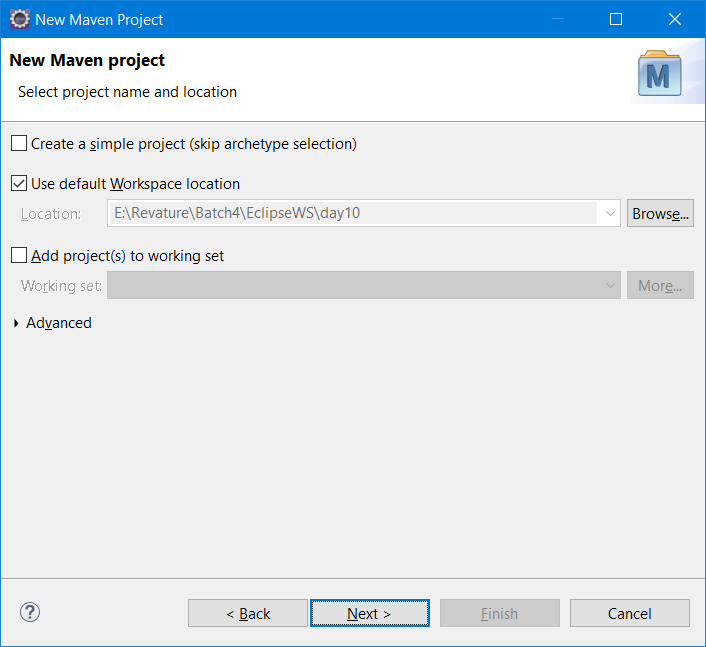 New Maven Project
New Maven project
Select project name and location
M
Create a simple project (skip archetype selection)
Use default Workspace location
Location: E:\Revature\Batch4\EclipseWS\day10 Browse...
Add project(s) to working set
Working set: More...
Advanced
? < Back Next > Finish Cancel